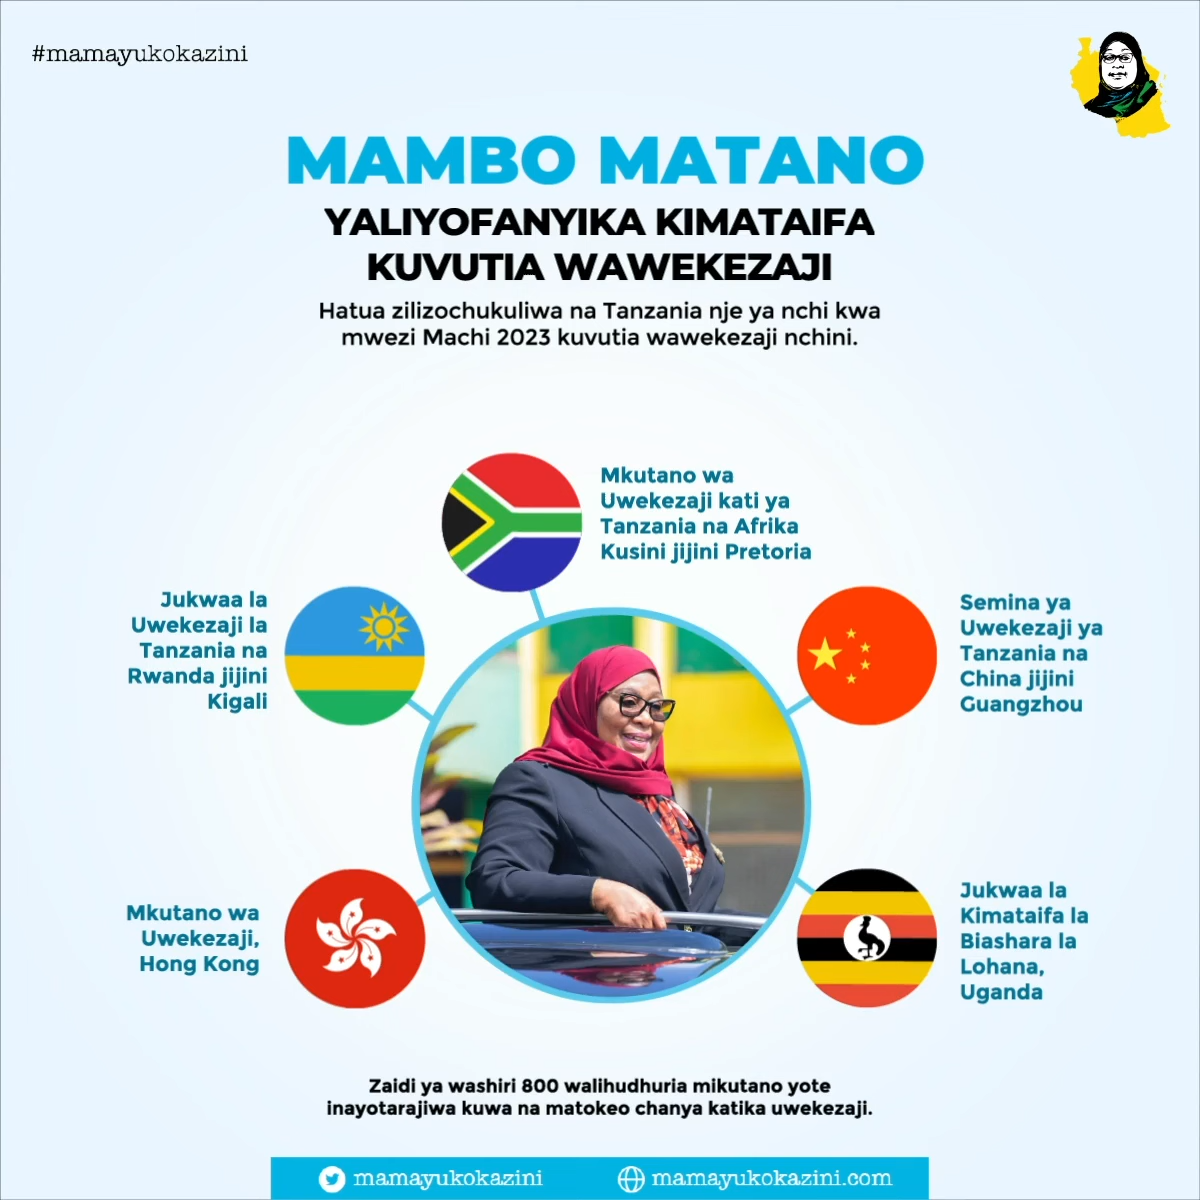 #mamayukokazini
MAMBO MATANO
YALIYOFANYIKA KIMATAIFA
KUVUTIA WAWEKEZAJI
Hatua zilizochukuliwa na Tanzania nje ya nchi kwa
mwezi Machi 2023 kuvutia wawekezaji nchini.
Mkutano wa
Uwekezaji kati ya
Tanzania na Afrika
Kusini jijini Pretoria
Jukwaa la
Uwekezaji la
Tanzania na
Rwanda jijini
Kigali
Semina ya
Uwekezaji ya
Tanzania na
China jijini
Guangzhou
Mkutano wa
Uwekezaji,
Hong Kong
Jukwaa la
Kimataifa la
Biashara la
Lohana,
Uganda
Zaidi ya washiri 800 walihudhuria mikutano yote
inayotarajiwa kuwa na matokeo chanya katika uwekezaji.
mamayukokazini
mamayukokazini.com